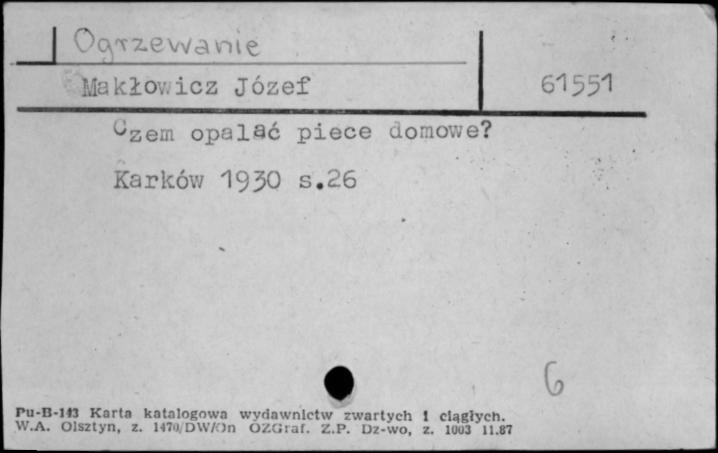 Ogrzewanie
Makłowicz Józef 61551
Czem opalać piece domowe?
Karków 1930 s.26
6
Pu-B-143 Karta katalogowa wydawnictw zwartych i ciągłych.
W.A. Olsztyn, z. 1470/DW/On OZGraf. Z.P. Dz-wo, z. 1003 11.87